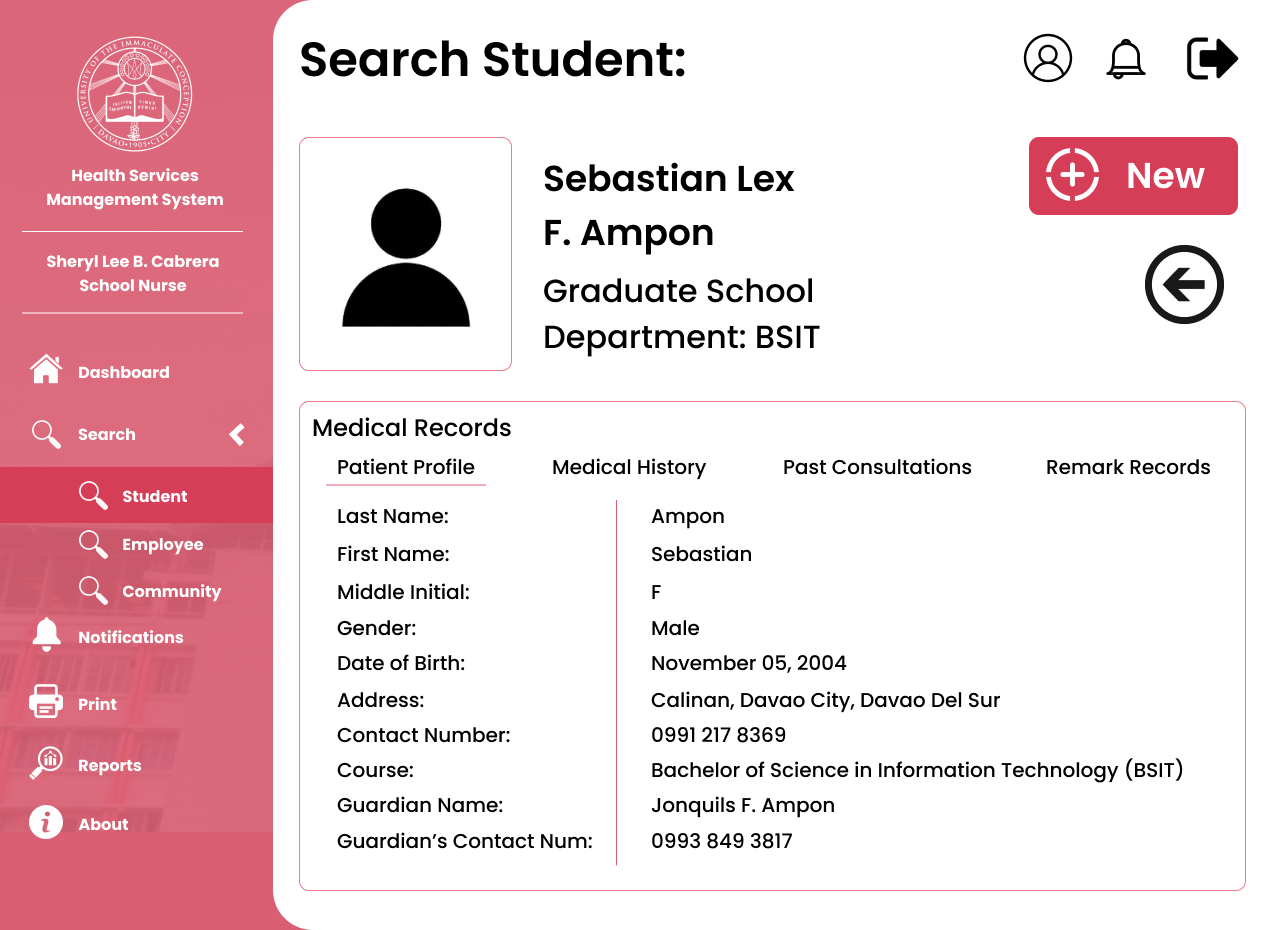 Search Student:
UNIVERSITY OF THE IMMACULATE CONCEPTION
DAVAO • 1905 • CITY
Health Services
Management System
Sheryl Lee B. Cabrera
School Nurse
Dashboard
Search
Student
Employee
Community
Notifications
Print
Reports
About
Sebastian Lex
F. Ampon
Graduate School
Department: BSIT
New
Medical Records
Patient Profile Medical History Past Consultations Remark Records
Last Name: Ampon
First Name: Sebastian
Middle Initial: F
Gender: Male
Date of Birth: November 05, 2004
Address: Calinan, Davao City, Davao Del Sur
Contact Number: 0991 217 8369
Course: Bachelor of Science in Information Technology (BSIT)
Guardian Name: Jonquils F. Ampon
Guardian’s Contact Num: 0993 849 3817